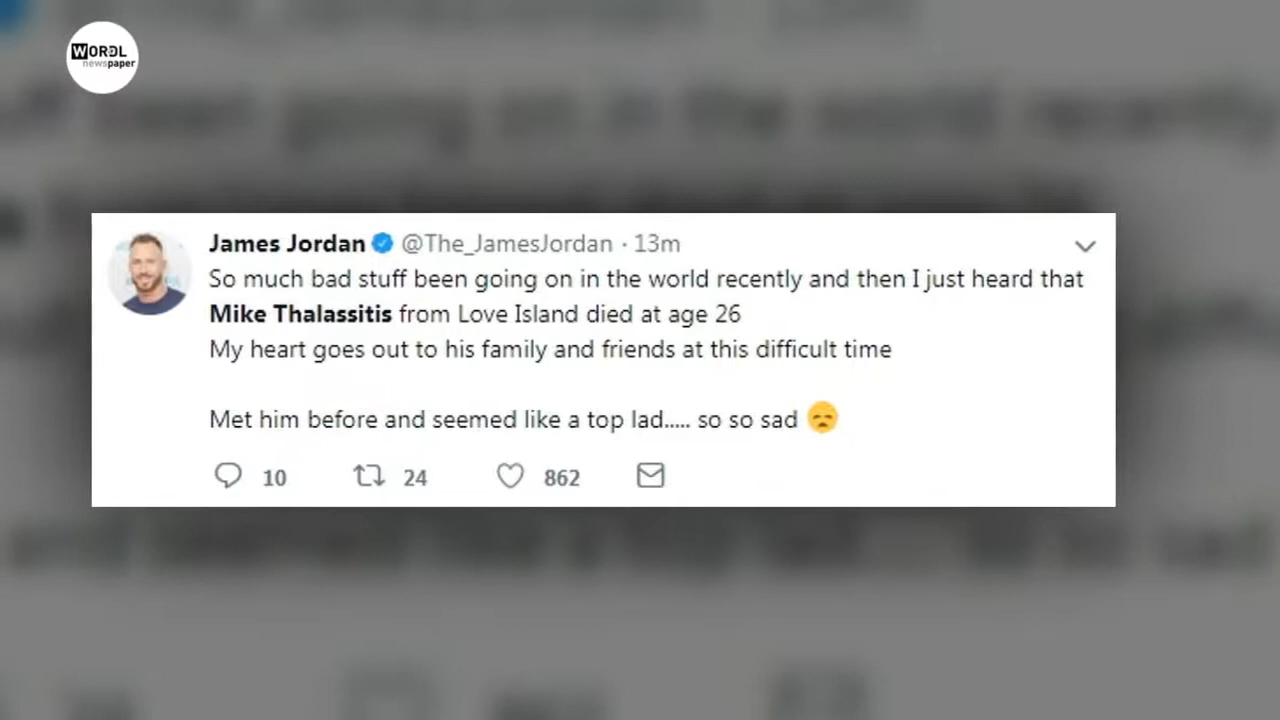 WORDL
newspaper
James Jordan @The_JamesJordan · 13m
So much bad stuff been going on in the world recently and then I just heard that
Mike Thalassitis from Love Island died at age 26
My heart goes out to his family and friends at this difficult time
Met him before and seemed like a top lad..... so so sad 😞
10 24 862